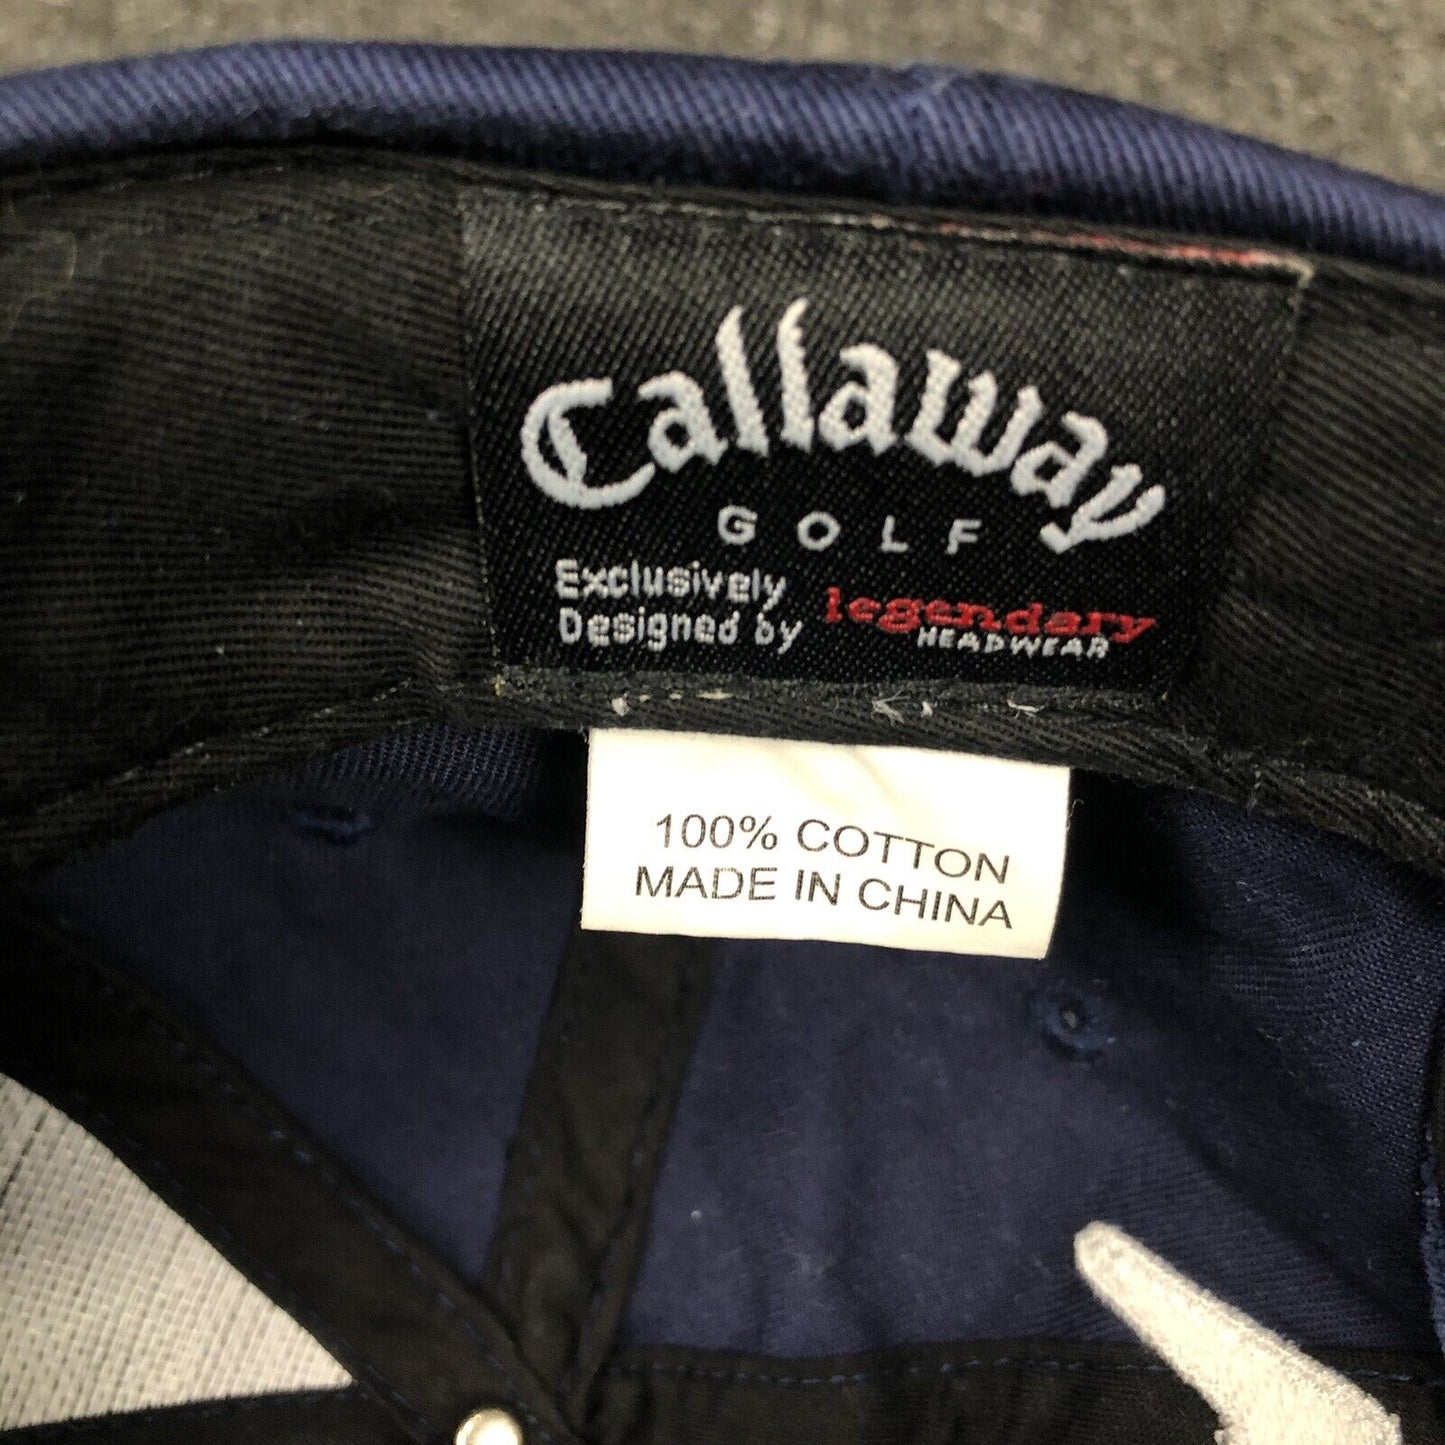 Callaway
GOLF
Exclusively
Designed by legendary
HEADWEAR
100% COTTON
MADE IN CHINA